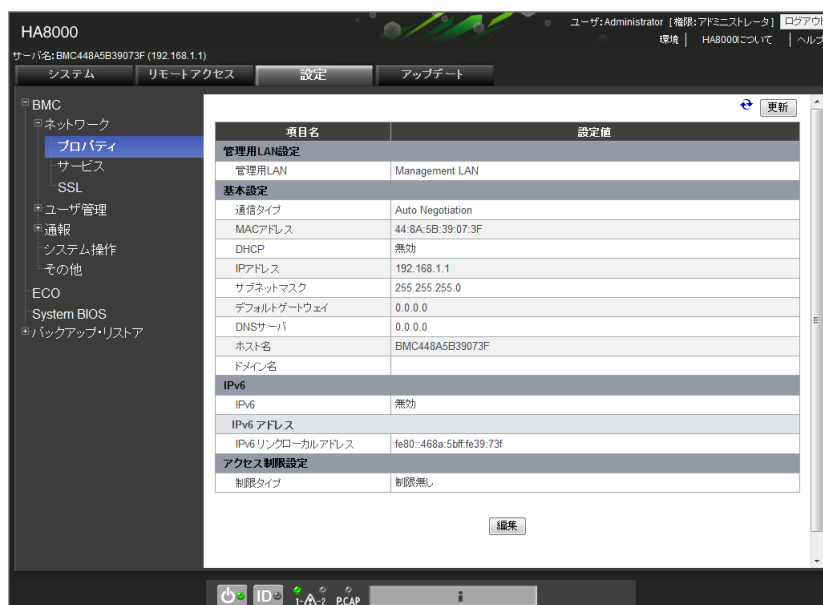 HA8000
ユーザ:Administrator [権限:アドミニストレータ] ログアウト
環境 | HA8000について | ヘルプ
サーバ名:BMC448A5B39073F (192.168.1.1)
システム リモートアクセス 設定 アップデート
BMC
ネットワーク
プロパティ
サービス
SSL
ユーザ管理
通報
システム操作
その他
ECO
System BIOS
バックアップ・リストア
更新
項目名 設定値
管理用LAN設定
管理用LAN Management LAN
基本設定
通信タイプ Auto Negotiation
MACアドレス 44:8A:5B:39:07:3F
DHCP 無効
IPアドレス 192.168.1.1
サブネットマスク 255.255.255.0
デフォルトゲートウェイ 0.0.0.0
DNSサーバ 0.0.0.0
ホスト名 BMC448A5B39073F
ドメイン名
IPv6
IPv6 無効
IPv6 アドレス
IPv6 リンクローカルアドレス fe80::468a:5bff:fe39:73f
アクセス制限設定
制限タイプ 制限無し
編集
ID 1-⚠-2 P.CAP